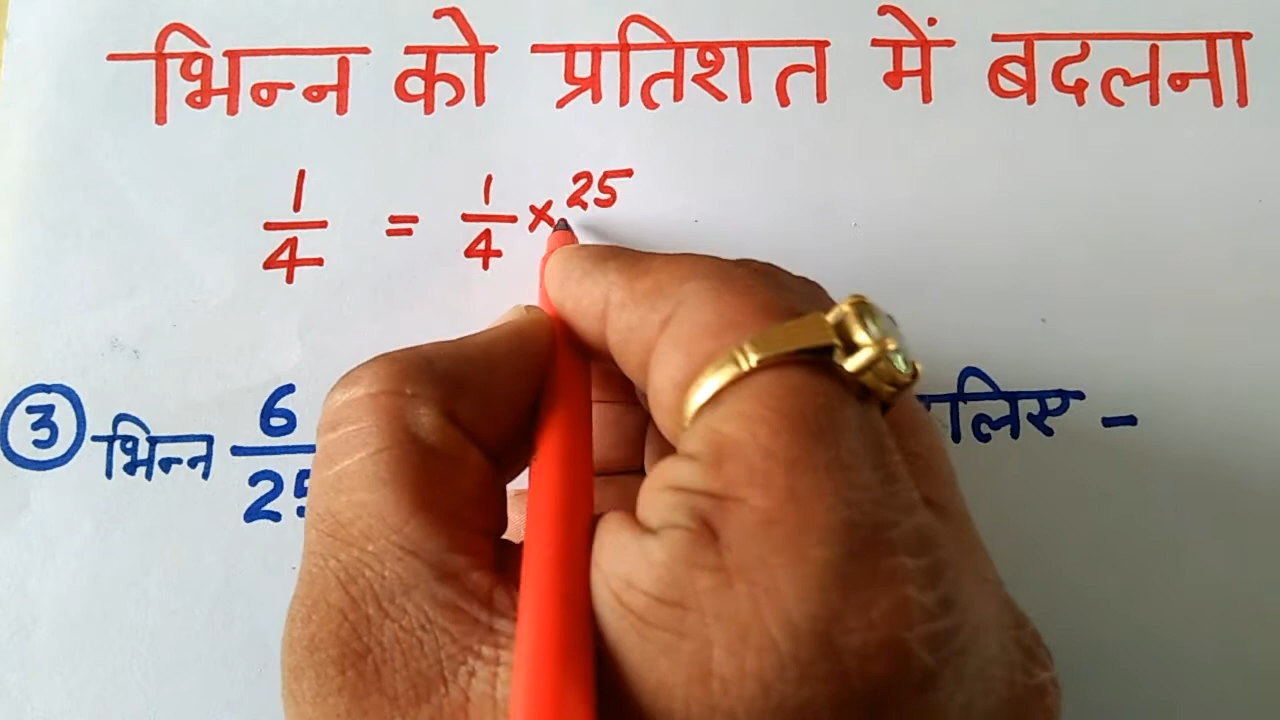 भिन्न को प्रतिशत में बदलना
1/4 = 1/4 × 25
③ भिन्न 6/25 -